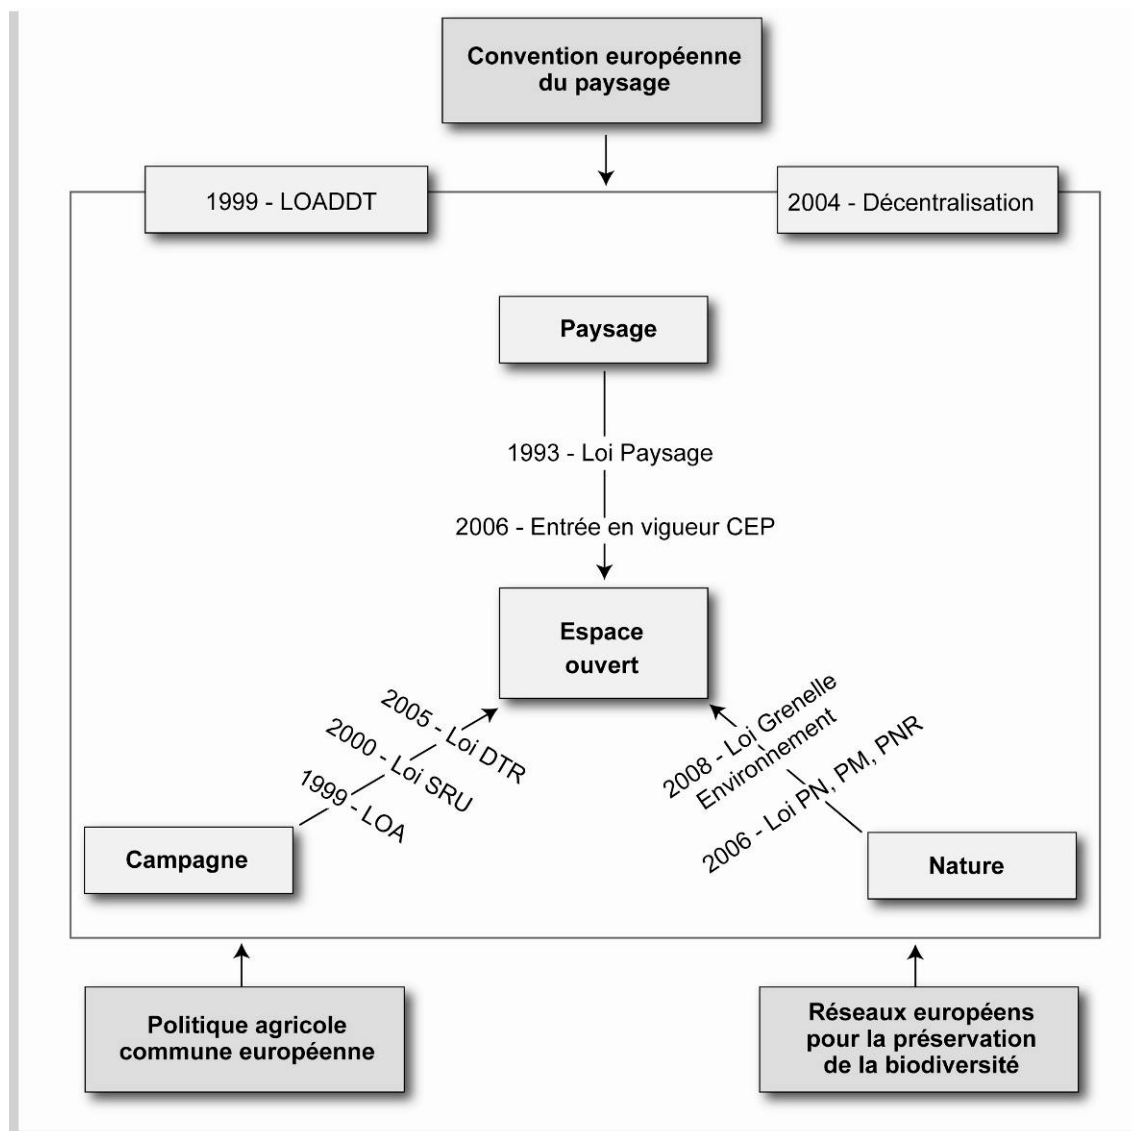 Convention européenne
du paysage
1999 - LOADDT
2004 - Décentralisation
Paysage
1993 - Loi Paysage
2006 - Entrée en vigueur CEP
Espace
ouvert
2005 - Loi DTR
2000 - Loi SRU
1999 - LOA
2008 - Loi Grenelle
Environnement
2006 - Loi PN, PM, PNR
Campagne
Nature
Politique agricole
commune européenne
Réseaux européens
pour la préservation
de la biodiversité